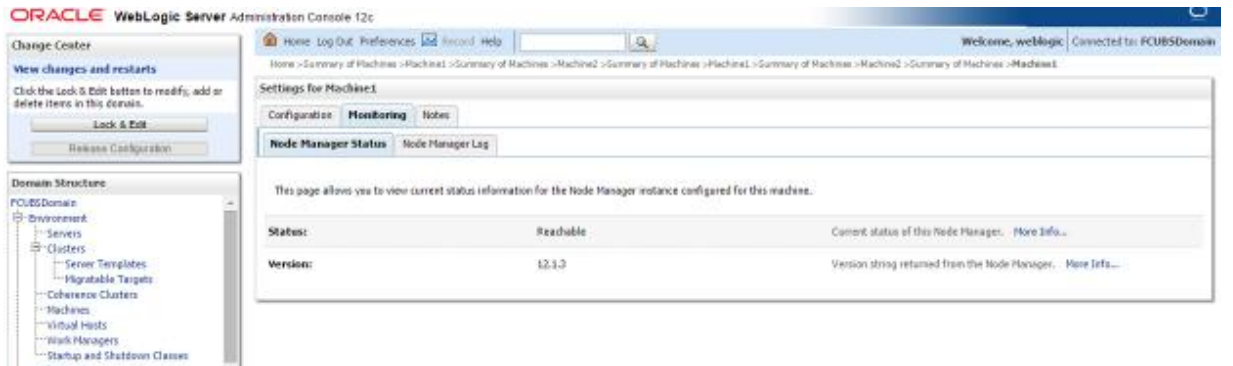 ORACLE WebLogic Server Administration Console 12c
Change Center
View changes and restarts
Click the Lock & Edit button to modify, add or
delete items in this domain.
Lock & Edit
Release Configuration
Domain Structure
FCUBSDomain
Environment
Servers
Clusters
Server Templates
Migratable Targets
Coherence Clusters
Machines
Virtual Hosts
Work Managers
Startup and Shutdown Classes
Home Log Out Preferences Record Help
Welcome, weblogic Connected to: FCUBSDomain
Home >Summary of Machines >Machine1 >Summary of Machines >Machine2 >Summary of Machines >Machine1 >Summary of Machines >Machine2 >Summary of Machines >Machine1
Settings for Machine1
Configuration Monitoring Notes
Node Manager Status Node Manager Log
This page allows you to view current status information for the Node Manager instance configured for this machine.
Status: Reachable Current status of this Node Manager. More Info...
Version: 12.1.3 Version string returned from the Node Manager. More Info...